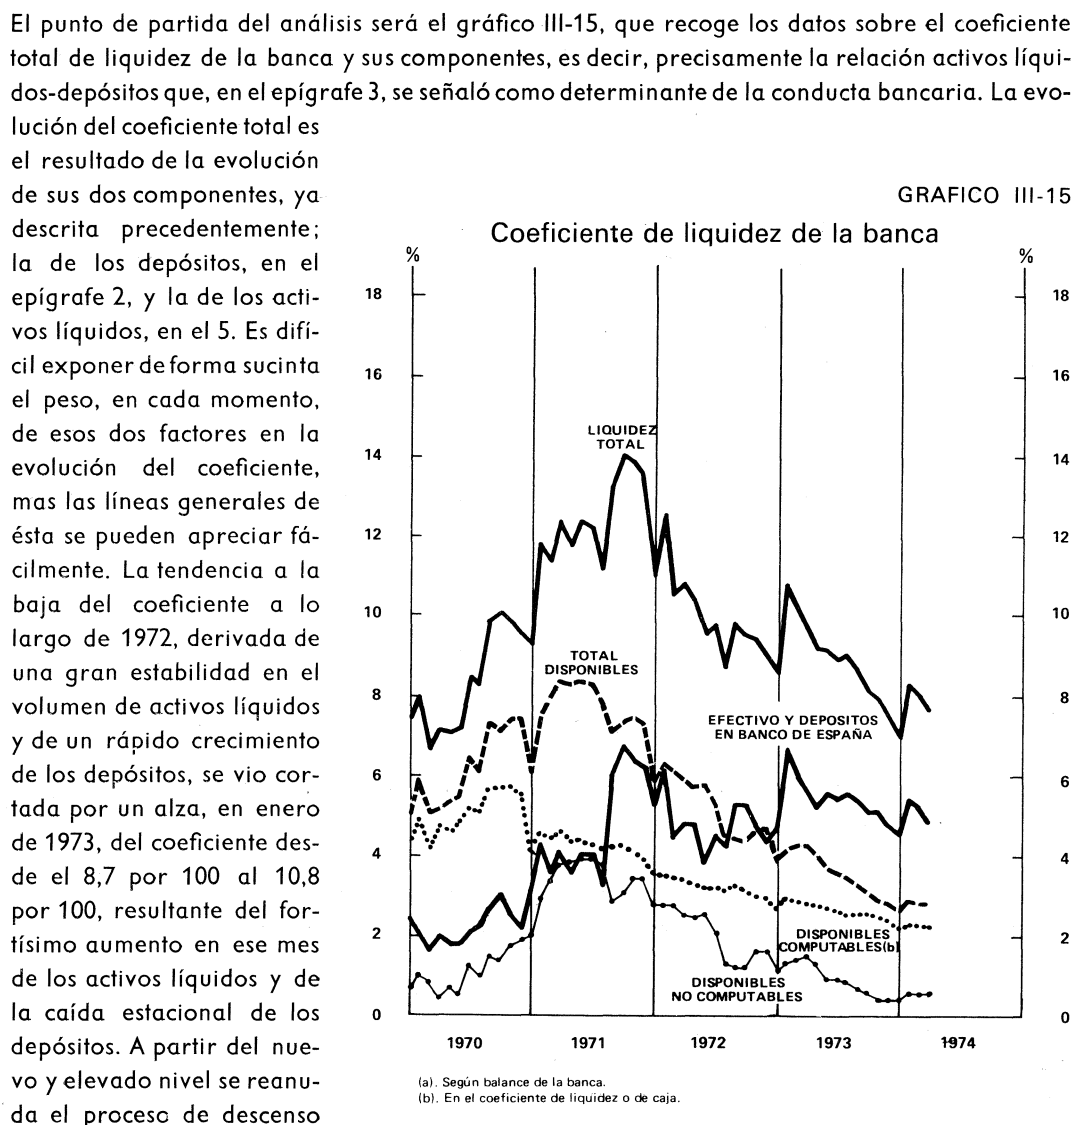 El punto de partida del análisis será el gráfico III-15, que recoge los datos sobre el coeficiente
total de liquidez de la banca y sus componentes, es decir, precisamente la relación activos líqui-
dos-depósitos que, en el epígrafe 3, se señaló como determinante de la conducta bancaria. La evo-
lución del coeficiente total es
el resultado de la evolución
de sus dos componentes, ya
descrita precedentemente;
la de los depósitos, en el
epígrafe 2, y la de los acti-
vos líquidos, en el 5. Es difí-
cil exponer de forma sucinta
el peso, en cada momento,
de esos dos factores en la
evolución del coeficiente,
mas las líneas generales de
ésta se pueden apreciar fá-
cilmente. La tendencia a la
baja del coeficiente a lo
largo de 1972, derivada de
una gran estabilidad en el
volumen de activos líquidos
y de un rápido crecimiento
de los depósitos, se vio cor-
tada por un alza, en enero
de 1973, del coeficiente des-
de el 8,7 por 100 al 10,8
por 100, resultante del for-
tísimo aumento en ese mes
de los activos líquidos y de
la caída estacional de los
depósitos. A partir del nue-
vo y elevado nivel se reanu-
da el proceso de descenso
GRAFICO III-15
Coeficiente de liquidez de la banca
% %
18 18
16 16
14 14
12 12
10 10
8 8
6 6
4 4
2 2
0 0
LIQUIDEZ
TOTAL
TOTAL
DISPONIBLES
EFECTIVO Y DEPOSITOS
EN BANCO DE ESPAÑA
DISPONIBLES
COMPUTABLES(b)
DISPONIBLES
NO COMPUTABLES
1970 1971 1972 1973 1974
(a). Según balance de la banca.
(b). En el coeficiente de liquidez o de caja.